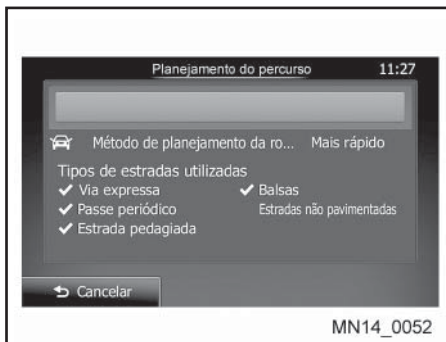 Planejamento do percurso 11:27
Método de planejamento da ro... Mais rápido
Tipos de estradas utilizadas
Via expressa
Balsas
Passe periódico
Estradas não pavimentadas
Estrada pedagiada
Cancelar
MN14_0052